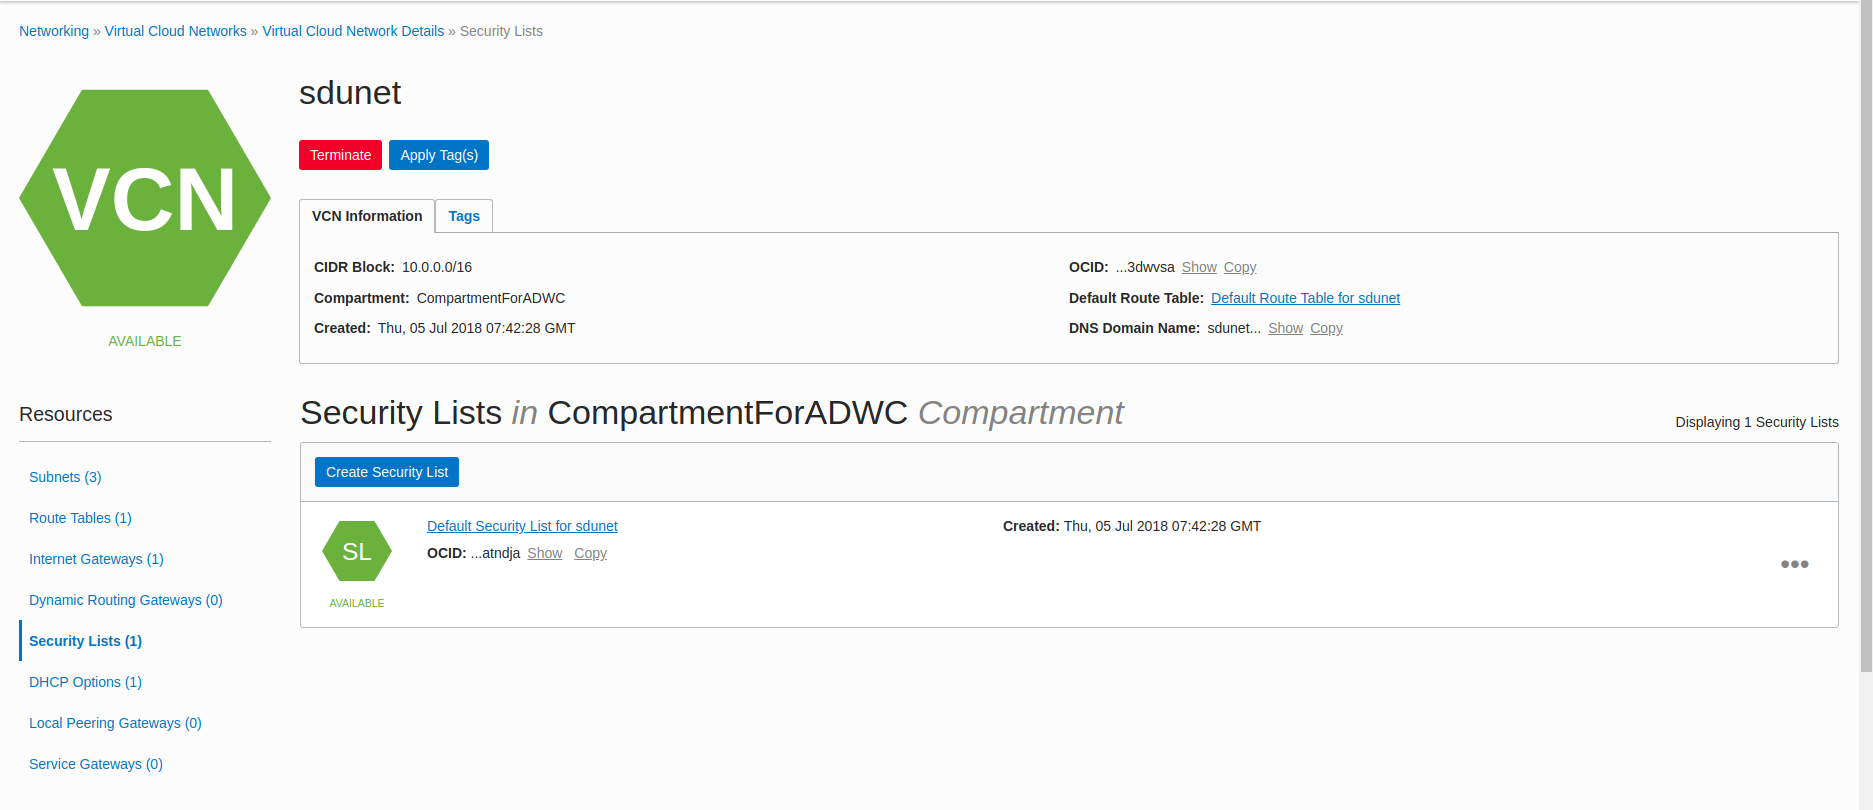 Networking » Virtual Cloud Networks » Virtual Cloud Network Details » Security Lists
VCN
AVAILABLE
sdunet
Terminate Apply Tag(s)
VCN Information Tags
CIDR Block: 10.0.0.0/16
Compartment: CompartmentForADWC
Created: Thu, 05 Jul 2018 07:42:28 GMT
OCID: ...3dwvsa Show Copy
Default Route Table: Default Route Table for sdunet
DNS Domain Name: sdunet... Show Copy
Resources
Subnets (3)
Route Tables (1)
Internet Gateways (1)
Dynamic Routing Gateways (0)
Security Lists (1)
DHCP Options (1)
Local Peering Gateways (0)
Service Gateways (0)
Security Lists in CompartmentForADWC Compartment
Displaying 1 Security Lists
Create Security List
SL
AVAILABLE
Default Security List for sdunet
OCID: ...atndja Show Copy
Created: Thu, 05 Jul 2018 07:42:28 GMT